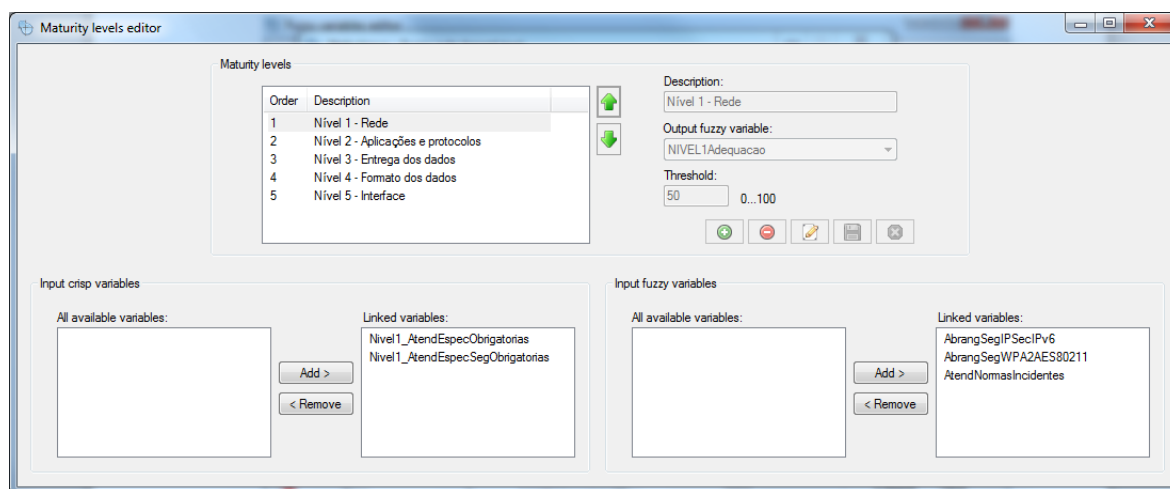 Maturity levels editor
Maturity levels
Order Description
1 Nível 1 - Rede
2 Nível 2 - Aplicações e protocolos
3 Nível 3 - Entrega dos dados
4 Nível 4 - Formato dos dados
5 Nível 5 - Interface
Description:
Nível 1 - Rede
Output fuzzy variable:
NIVEL1Adequacao
Threshold:
50 0...100
Input crisp variables
All available variables:
Add >
< Remove
Linked variables:
Nivel1_AtendEspecObrigatorias
Nivel1_AtendEspecSegObrigatorias
Input fuzzy variables
All available variables:
Add >
< Remove
Linked variables:
AbrangSegIPSecIPv6
AbrangSegWPA2AES80211
AtendNormasIncidentes